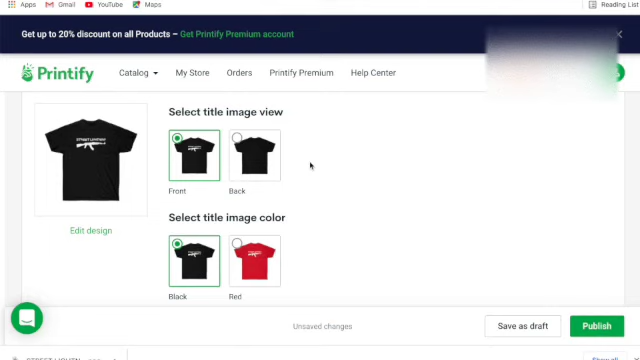 Apps Gmail YouTube Maps Reading List
Get up to 20% discount on all Products – Get Printify Premium account
Printify Catalog My Store Orders Printify Premium Help Center
Select title image view
Front Back
Edit design
Select title image color
Black Red
Unsaved changes Save as draft Publish
Show all